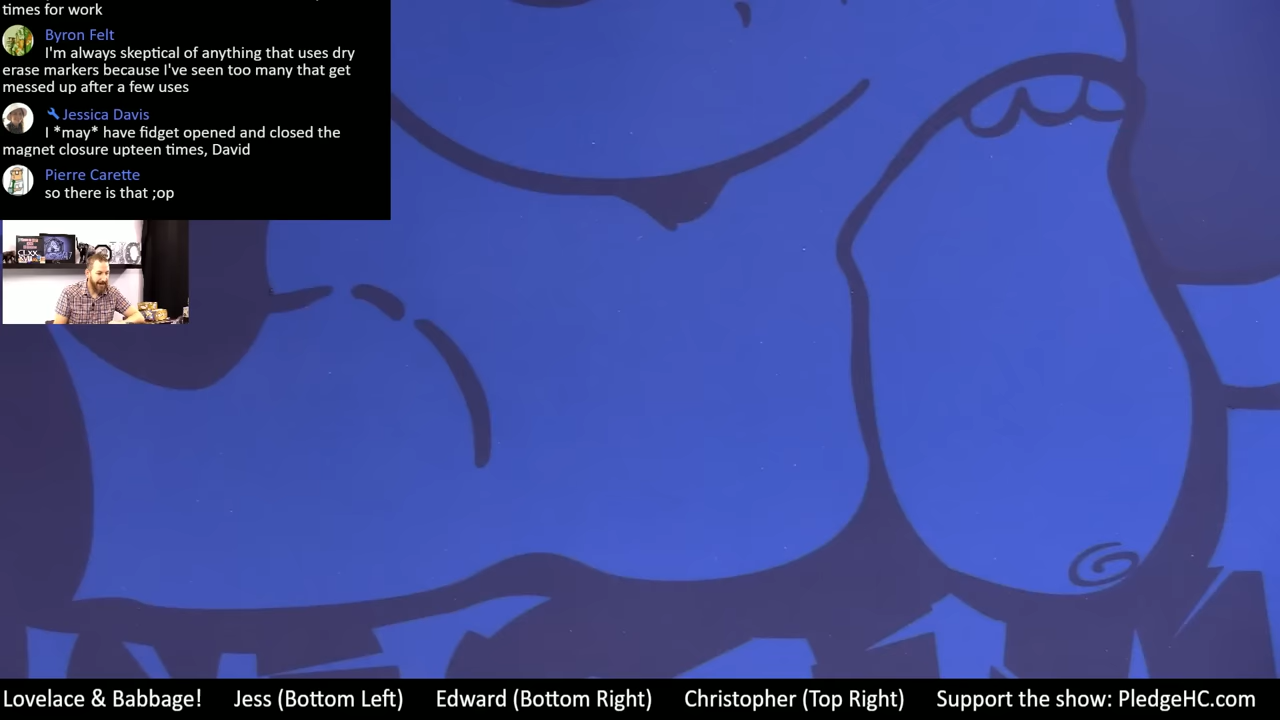 times for work
Byron Felt
I'm always skeptical of anything that uses dry
erase markers because I've seen too many that get
messed up after a few uses
Jessica Davis
I *may* have fidget opened and closed the
magnet closure upteen times, David
Pierre Carette
so there is that ;op
Lovelace & Babbage! Jess (Bottom Left) Edward (Bottom Right) Christopher (Top Right) Support the show: PledgeHC.com